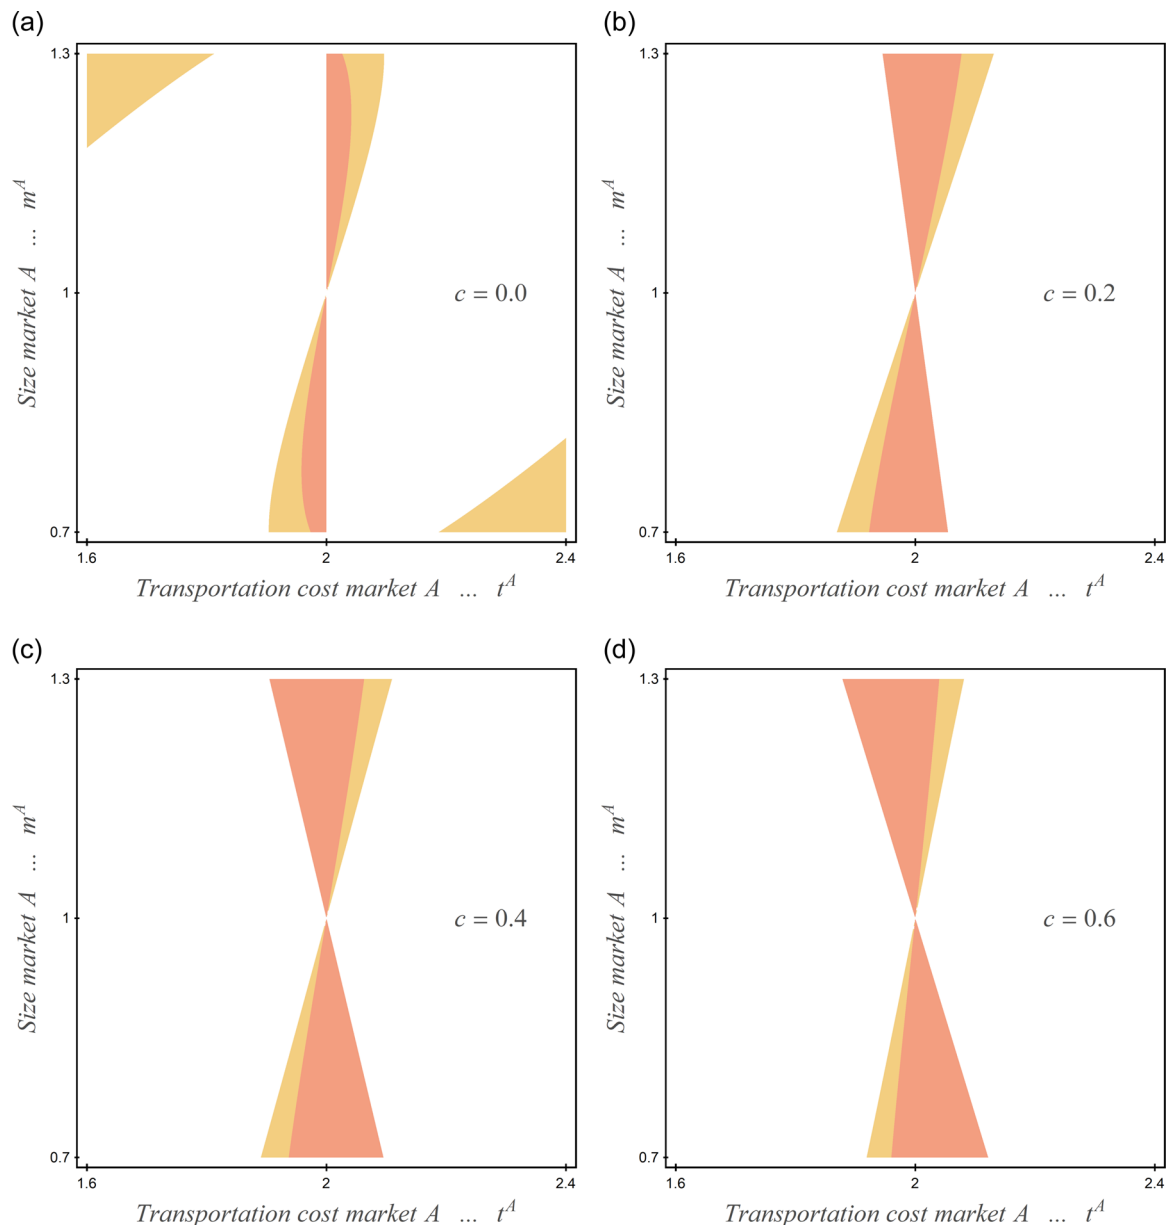 (a)
1.3
1
0.7
Size market A ... m^A
c = 0.0
1.6
2
2.4
Transportation cost market A ... t^A
(b)
1.3
1
0.7
Size market A ... m^A
c = 0.2
1.6
2
2.4
Transportation cost market A ... t^A
(c)
1.3
1
0.7
Size market A ... m^A
c = 0.4
1.6
2
2.4
Transportation cost market A ... t^A
(d)
1.3
1
0.7
Size market A ... m^A
c = 0.6
1.6
2
2.4
Transportation cost market A ... t^A